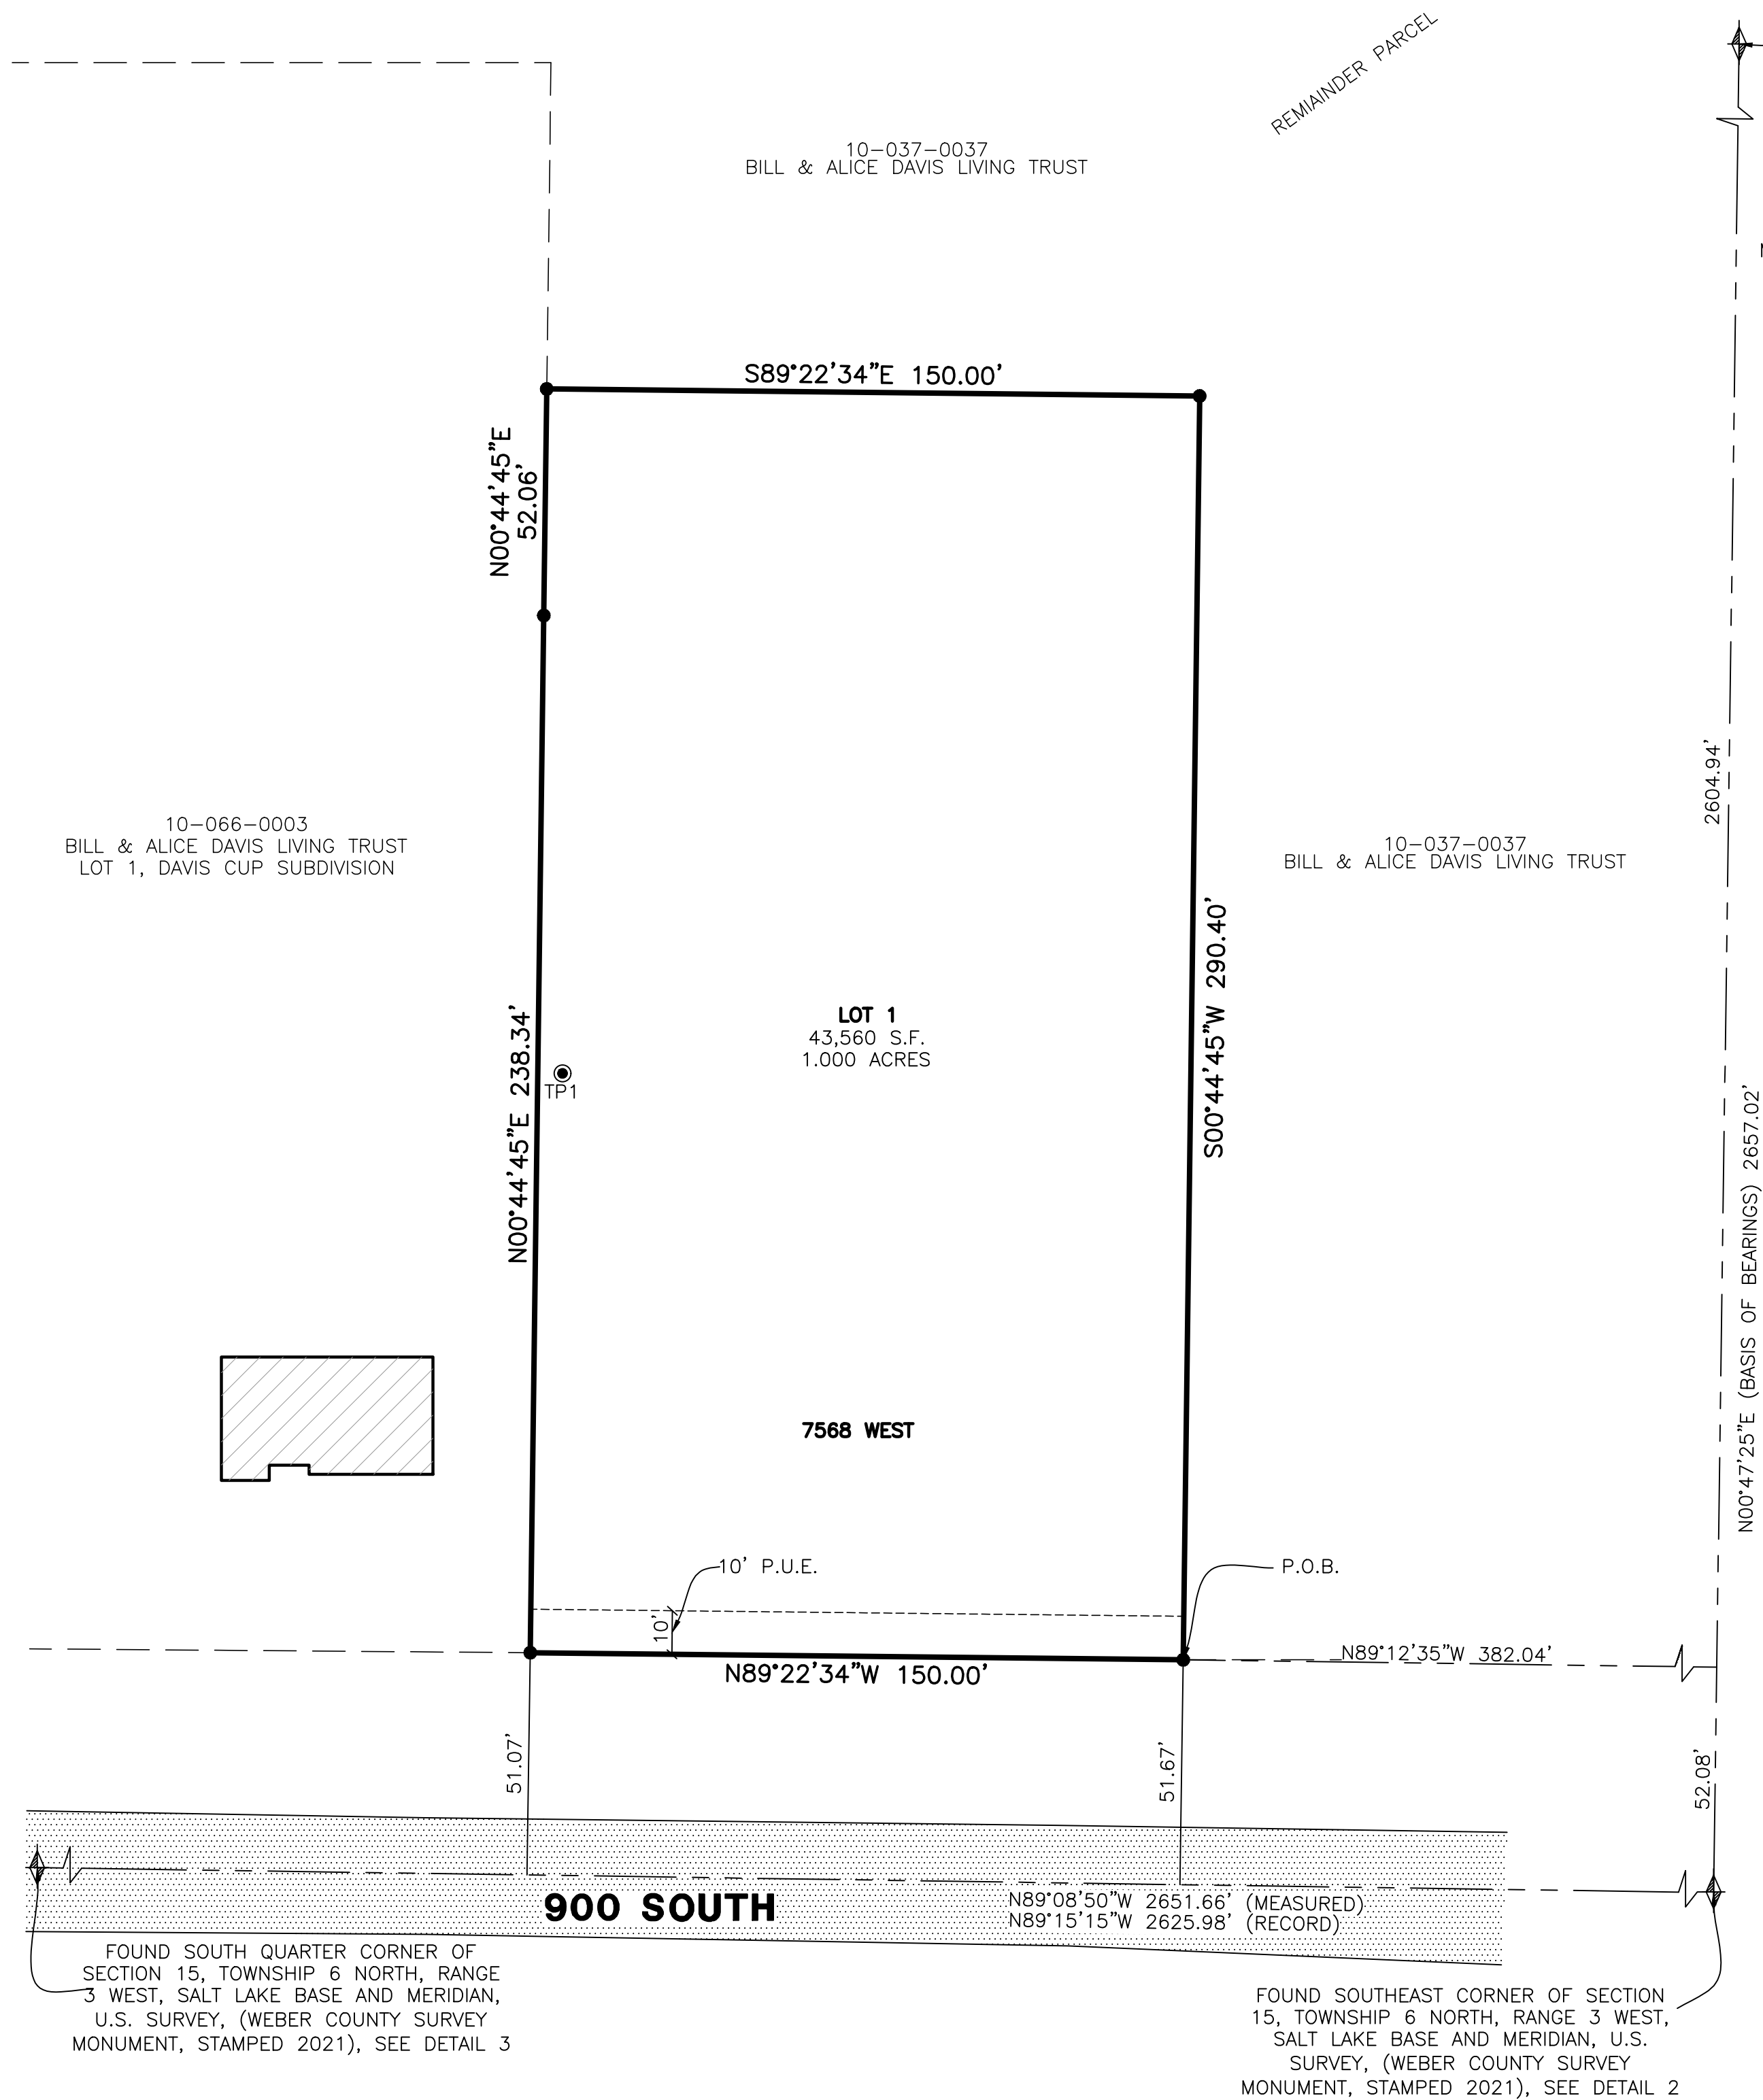 REMIAINDER PARCEL
10-037-0037
BILL & ALICE DAVIS LIVING TRUST
S89°22'34"E 150.00'
N00°44'45"E
52.06'
2604.94'
10-066-0003
BILL & ALICE DAVIS LIVING TRUST
LOT 1, DAVIS CUP SUBDIVISION
10-037-0037
BILL & ALICE DAVIS LIVING TRUST
S00°44'45"W 290.40'
LOT 1
43,560 S.F.
1.000 ACRES
N00°44'45"E 238.34'
TP1
N00°47'25"E (BASIS OF BEARINGS) 2657.02'
7568 WEST
10' P.U.E.
P.O.B.
10'
N89°12'35"W 382.04'
N89°22'34"W 150.00'
51.07'
51.67'
52.08'
900 SOUTH
N89°08'50"W 2651.66' (MEASURED)
N89°15'15"W 2625.98' (RECORD)
FOUND SOUTH QUARTER CORNER OF
SECTION 15, TOWNSHIP 6 NORTH, RANGE
3 WEST, SALT LAKE BASE AND MERIDIAN,
U.S. SURVEY, (WEBER COUNTY SURVEY
MONUMENT, STAMPED 2021), SEE DETAIL 3
FOUND SOUTHEAST CORNER OF SECTION
15, TOWNSHIP 6 NORTH, RANGE 3 WEST,
SALT LAKE BASE AND MERIDIAN, U.S.
SURVEY, (WEBER COUNTY SURVEY
MONUMENT, STAMPED 2021), SEE DETAIL 2